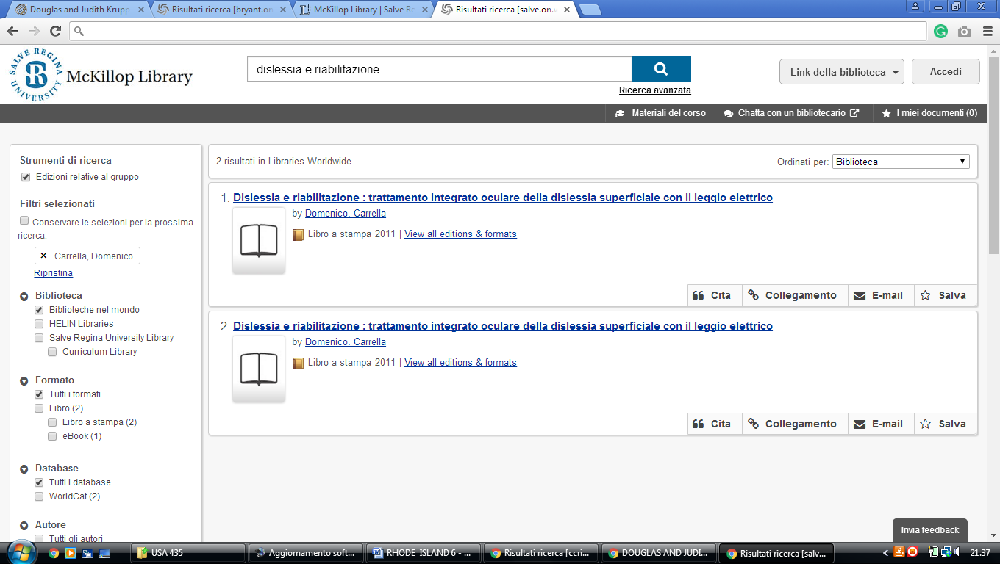 Douglas and Judith Krupp
Risultati ricerca [bryant.on
McKillop Library | Salve Re
Risultati ricerca [salve.on.w
SALVE REGINA UNIVERSITY
McKillop Library
dislessia e riabilitazione
Ricerca avanzata
Link della biblioteca
Accedi
Materiali del corso
Chatta con un bibliotecario
I miei documenti (0)
Strumenti di ricerca
Edizioni relative al gruppo
Filtri selezionati
Conservare le selezioni per la prossima
ricerca:
Carrella, Domenico
Ripristina
Biblioteca
Biblioteche nel mondo
HELIN Libraries
Salve Regina University Library
Curriculum Library
Formato
Tutti i formati
Libro (2)
Libro a stampa (2)
eBook (1)
Database
Tutti i database
WorldCat (2)
Autore
Tutti gli autori
2 risultati in Libraries Worldwide
Ordinati per: Biblioteca
1. Dislessia e riabilitazione : trattamento integrato oculare della dislessia superficiale con il leggio elettrico
by Domenico. Carrella
Libro a stampa 2011 | View all editions & formats
Cita Collegamento E-mail Salva
2. Dislessia e riabilitazione : trattamento integrato oculare della dislessia superficiale con il leggio elettrico
by Domenico. Carrella
Libro a stampa 2011 | View all editions & formats
Cita Collegamento E-mail Salva
Invia feedback
USA 435
Aggiornamento soft...
RHODE ISLAND 6 - ...
Risultati ricerca [ccri...
DOUGLAS AND JUDI...
Risultati ricerca [salv...
21.37